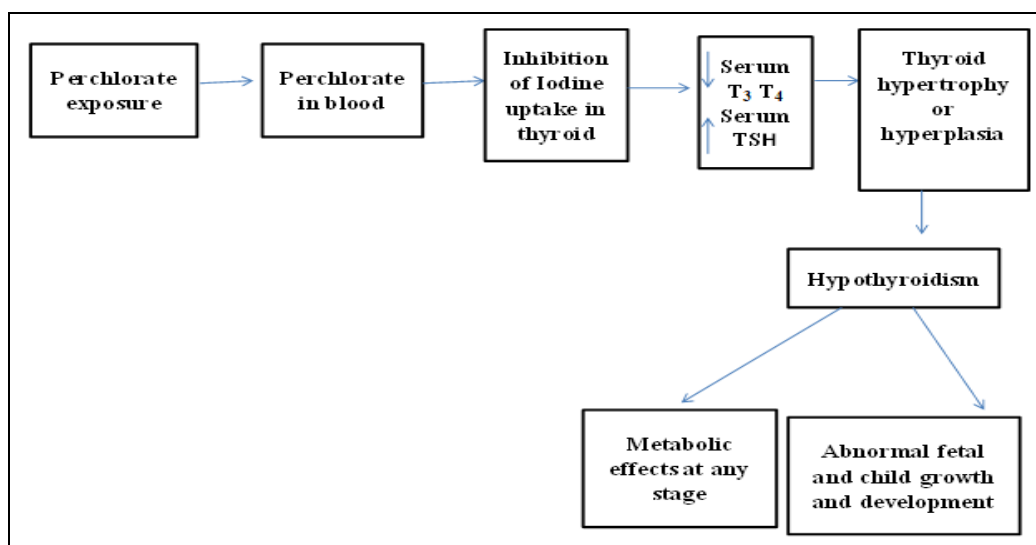 Perchlorate
exposure
Perchlorate
in blood
Inhibition
of Iodine
uptake in
thyroid
Serum
T₃ T₄
Serum
TSH
Thyroid
hypertrophy
or
hyperplasia
Hypothyroidism
Metabolic
effects at any
stage
Abnormal fetal
and child growth
and development